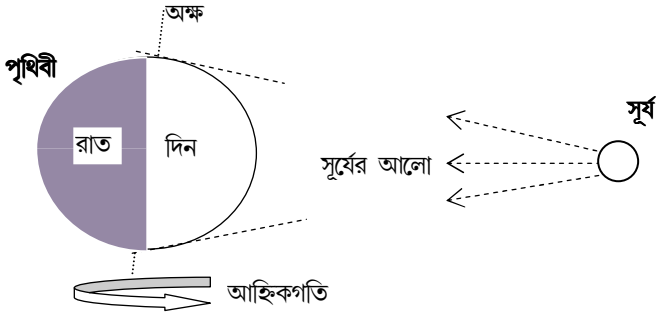 অক্ষ
পৃথিবী
সূর্য
রাত
দিন
সূর্যের আলো
আহ্নিকগতি